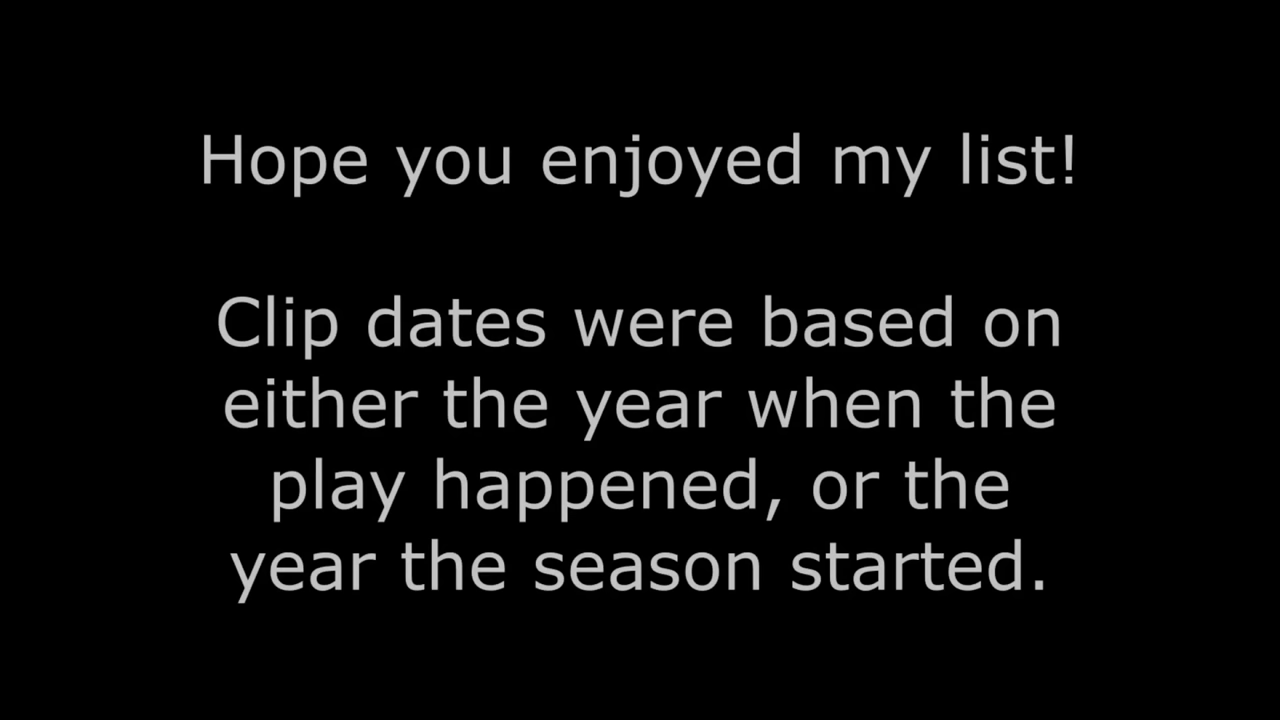 Hope you enjoyed my list!
Clip dates were based on
either the year when the
play happened, or the
year the season started.